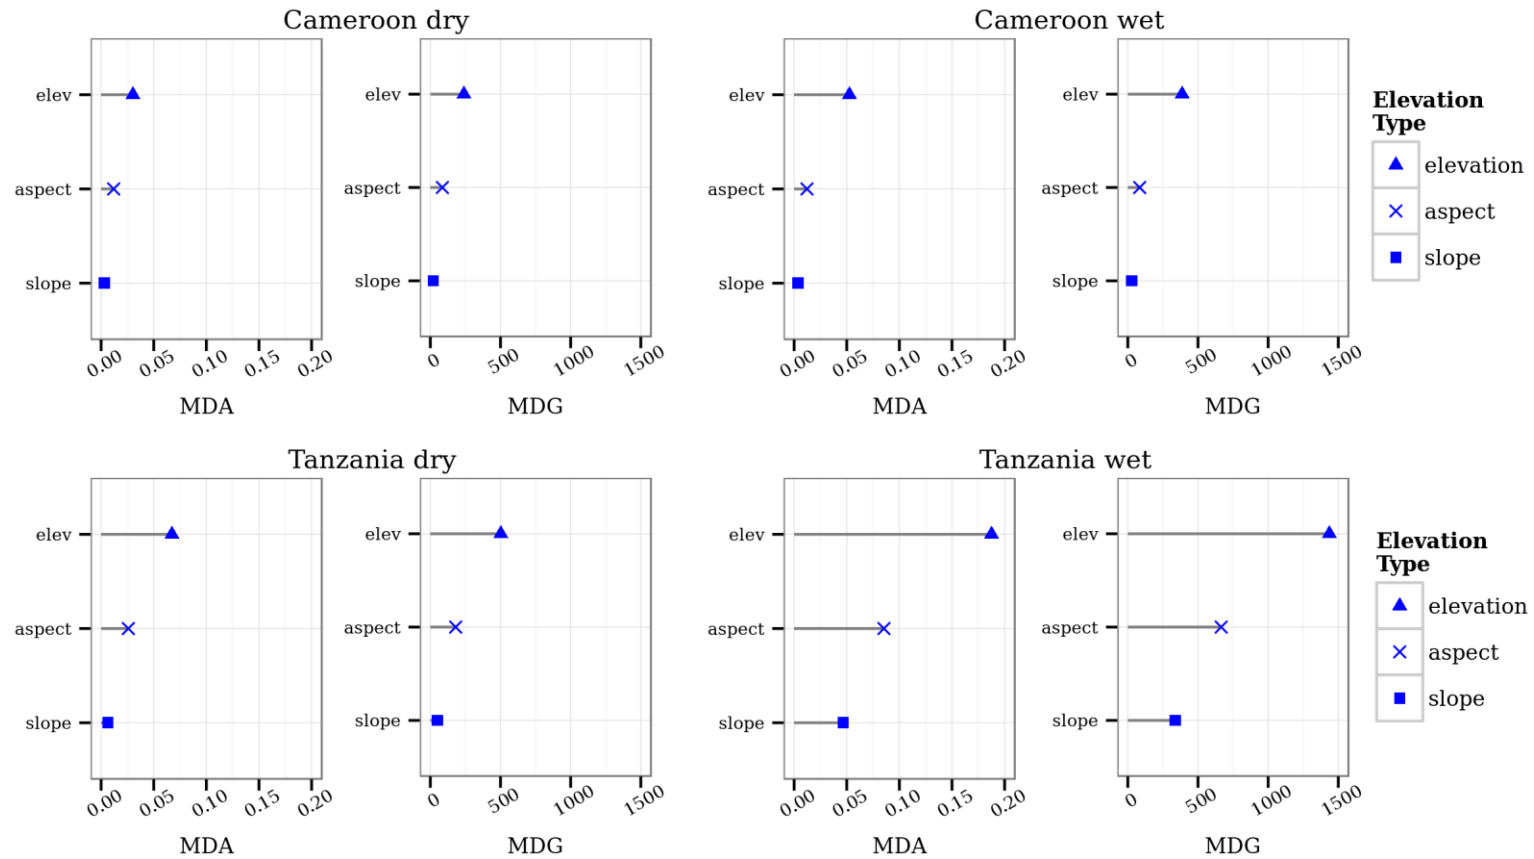 Cameroon dry
Cameroon wet
elev
aspect
slope
0.00 0.05 0.10 0.15 0.20
MDA
elev
aspect
slope
0 500 1000 1500
MDG
elev
aspect
slope
0.00 0.05 0.10 0.15 0.20
MDA
elev
aspect
slope
0 500 1000 1500
MDG
Elevation
Type
elevation
aspect
slope
Tanzania dry
Tanzania wet
elev
aspect
slope
0.00 0.05 0.10 0.15 0.20
MDA
elev
aspect
slope
0 500 1000 1500
MDG
elev
aspect
slope
0.00 0.05 0.10 0.15 0.20
MDA
elev
aspect
slope
0 500 1000 1500
MDG
Elevation
Type
elevation
aspect
slope